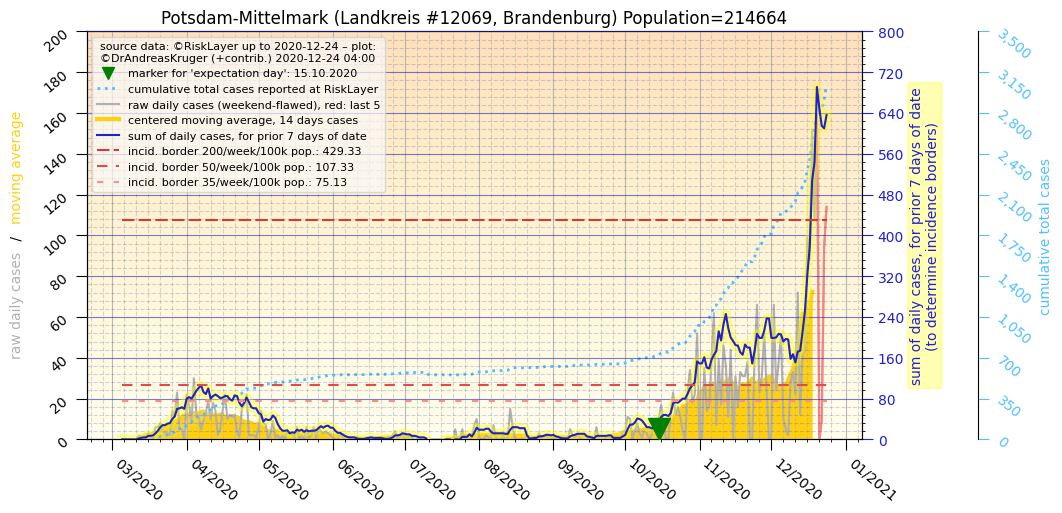 Potsdam-Mittelmark (Landkreis #12069, Brandenburg) Population=214664
source data: ©RiskLayer up to 2020-12-24 – plot:
©DrAndreasKruger (+contrib.) 2020-12-24 04:00
marker for 'expectation day': 15.10.2020
cumulative total cases reported at RiskLayer
raw daily cases (weekend-flawed), red: last 5
centered moving average, 14 days cases
sum of daily cases, for prior 7 days of date
incid. border 200/week/100k pop.: 429.33
incid. border 50/week/100k pop.: 107.33
incid. border 35/week/100k pop.: 75.13
raw daily cases / moving average
200
180
160
140
120
100
80
60
40
20
0
03/2020
04/2020
05/2020
06/2020
07/2020
08/2020
09/2020
10/2020
11/2020
12/2020
01/2021
800
720
640
560
480
400
320
240
160
80
0
sum of daily cases, for prior 7 days of date
(to determine incidence borders)
3,500
3,150
2,800
2,450
2,100
1,750
1,400
1,050
700
350
0
cumulative total cases